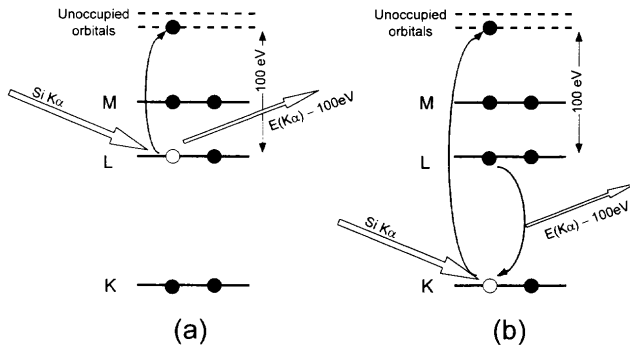 Unoccupied
orbitals
100 eV
Si Kα
M
E(Kα) – 100eV
L
K
(a)
Unoccupied
orbitals
100 eV
M
L
Si Kα
E(Kα) – 100eV
K
(b)